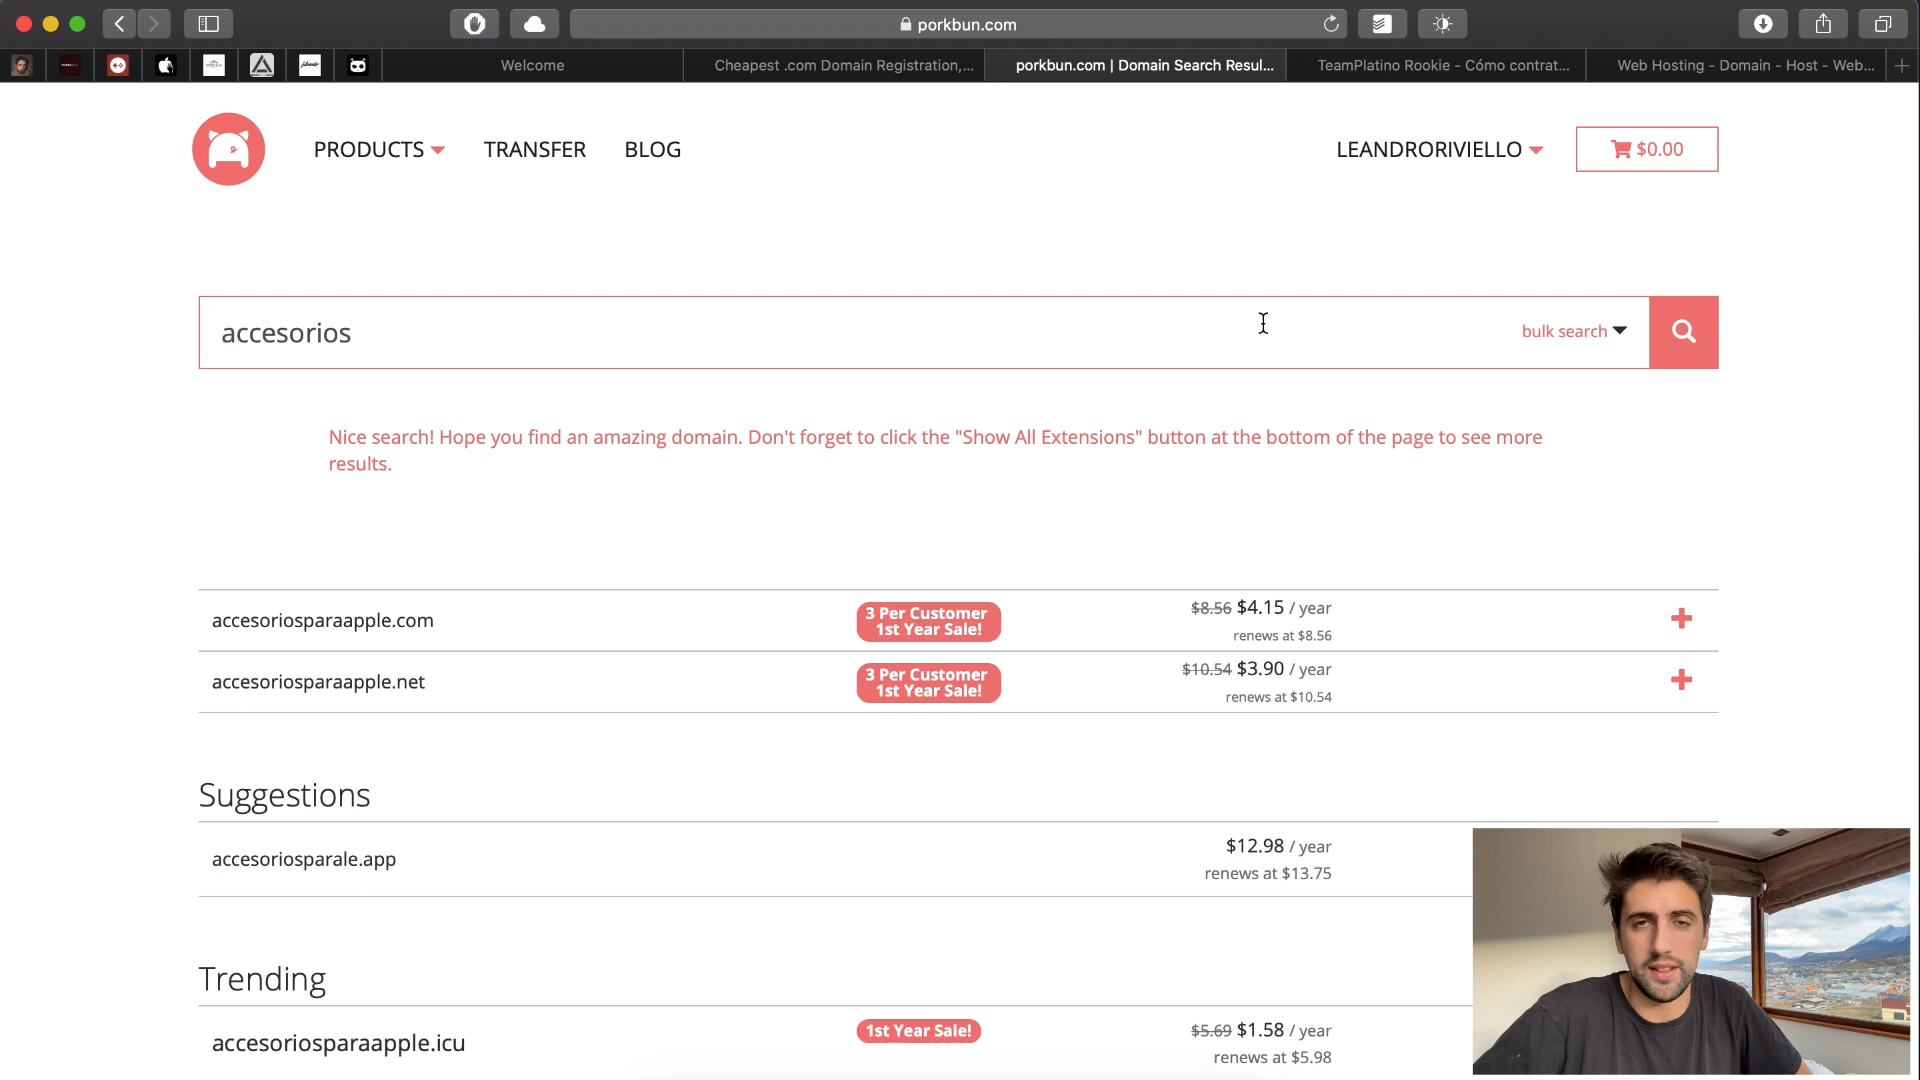 porkbun.com
Welcome
Cheapest .com Domain Registration,...
porkbun.com | Domain Search Resul...
TeamPlatino Rookie - Cómo contrat...
Web Hosting - Domain - Host - Web...
PRODUCTS
TRANSFER
BLOG
LEANDRORIVIELLO
$0.00
accesorios
bulk search
Nice search! Hope you find an amazing domain. Don't forget to click the "Show All Extensions" button at the bottom of the page to see more
results.
accesoriosparaapple.com
3 Per Customer
1st Year Sale!
$8.56 $4.15 / year
renews at $8.56
accesoriosparaapple.net
3 Per Customer
1st Year Sale!
$10.54 $3.90 / year
renews at $10.54
Suggestions
accesoriosparale.app
$12.98 / year
renews at $13.75
Trending
accesoriosparaapple.icu
1st Year Sale!
$5.69 $1.58 / year
renews at $5.98